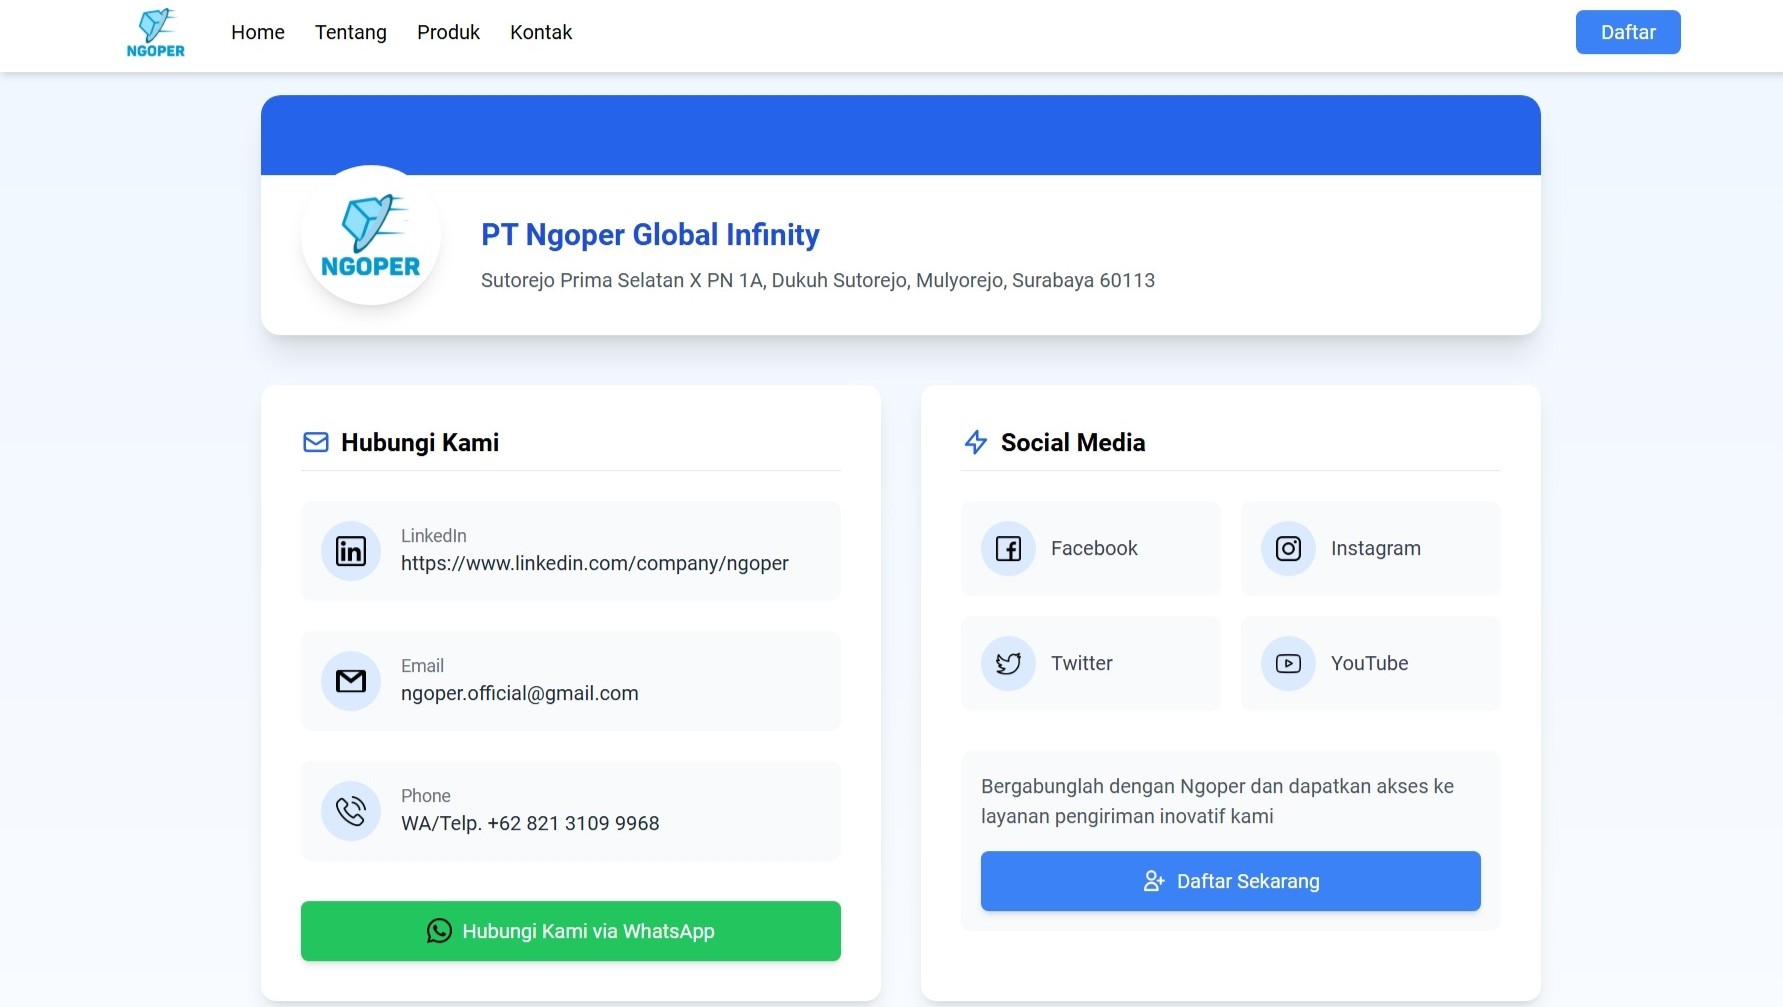 NGOPER
Home
Tentang
Produk
Kontak
Daftar
NGOPER
PT Ngoper Global Infinity
Sutorejo Prima Selatan X PN 1A, Dukuh Sutorejo, Mulyorejo, Surabaya 60113
Hubungi Kami
LinkedIn
https://www.linkedin.com/company/ngoper
Email
ngoper.official@gmail.com
Phone
WA/Telp. +62 821 3109 9968
Hubungi Kami via WhatsApp
Social Media
Facebook
Instagram
Twitter
YouTube
Bergabunglah dengan Ngoper dan dapatkan akses ke
layanan pengiriman inovatif kami
Daftar Sekarang